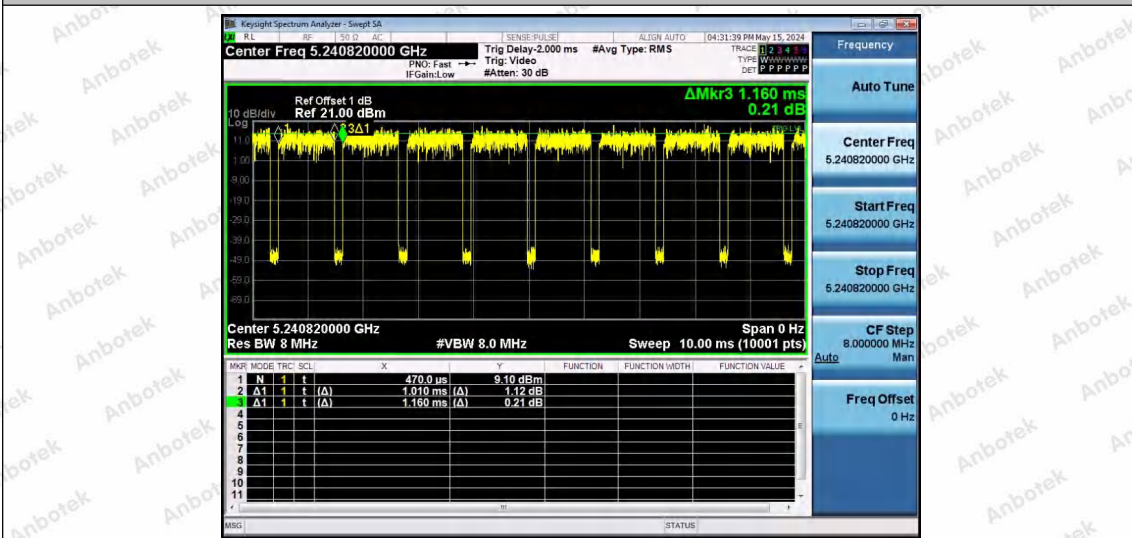 Keysight Spectrum Analyzer - Swept SA
RL RF 50 Ω AC SENSE:PULSE ALIGN AUTO 04:31:39 PM May 15, 2024
Center Freq 5.240820000 GHz
PNO: Fast
IFGain:Low
Trig Delay-2.000 ms
Trig: Video
#Atten: 30 dB
#Avg Type: RMS
TRACE 1 2 3 4 5 6
TYPE W
DET P P P P P P
ΔMkr3 1.160 ms
0.21 dB
Ref Offset 1 dB
10 dB/div Ref 21.00 dBm
Log
11.0
1.00
-9.00
-19.0
-29.0
-39.0
-49.0
-59.0
-69.0
3Δ1
Center 5.240820000 GHz Span 0 Hz
Res BW 8 MHz #VBW 8.0 MHz Sweep 10.00 ms (10001 pts)
MKR MODE TRC SCL X Y FUNCTION FUNCTION WIDTH FUNCTION VALUE
1 N 1 t 470.0 µs 9.10 dBm
2 Δ1 1 t (Δ) 1.010 ms (Δ) 1.12 dB
3 Δ1 1 t (Δ) 1.160 ms (Δ) 0.21 dB
4
5
6
7
8
9
10
11
MSG STATUS
Frequency
Auto Tune
Center Freq
5.240820000 GHz
Start Freq
5.240820000 GHz
Stop Freq
5.240820000 GHz
CF Step
8.000000 MHz
Auto Man
Freq Offset
0 Hz
Anbotek